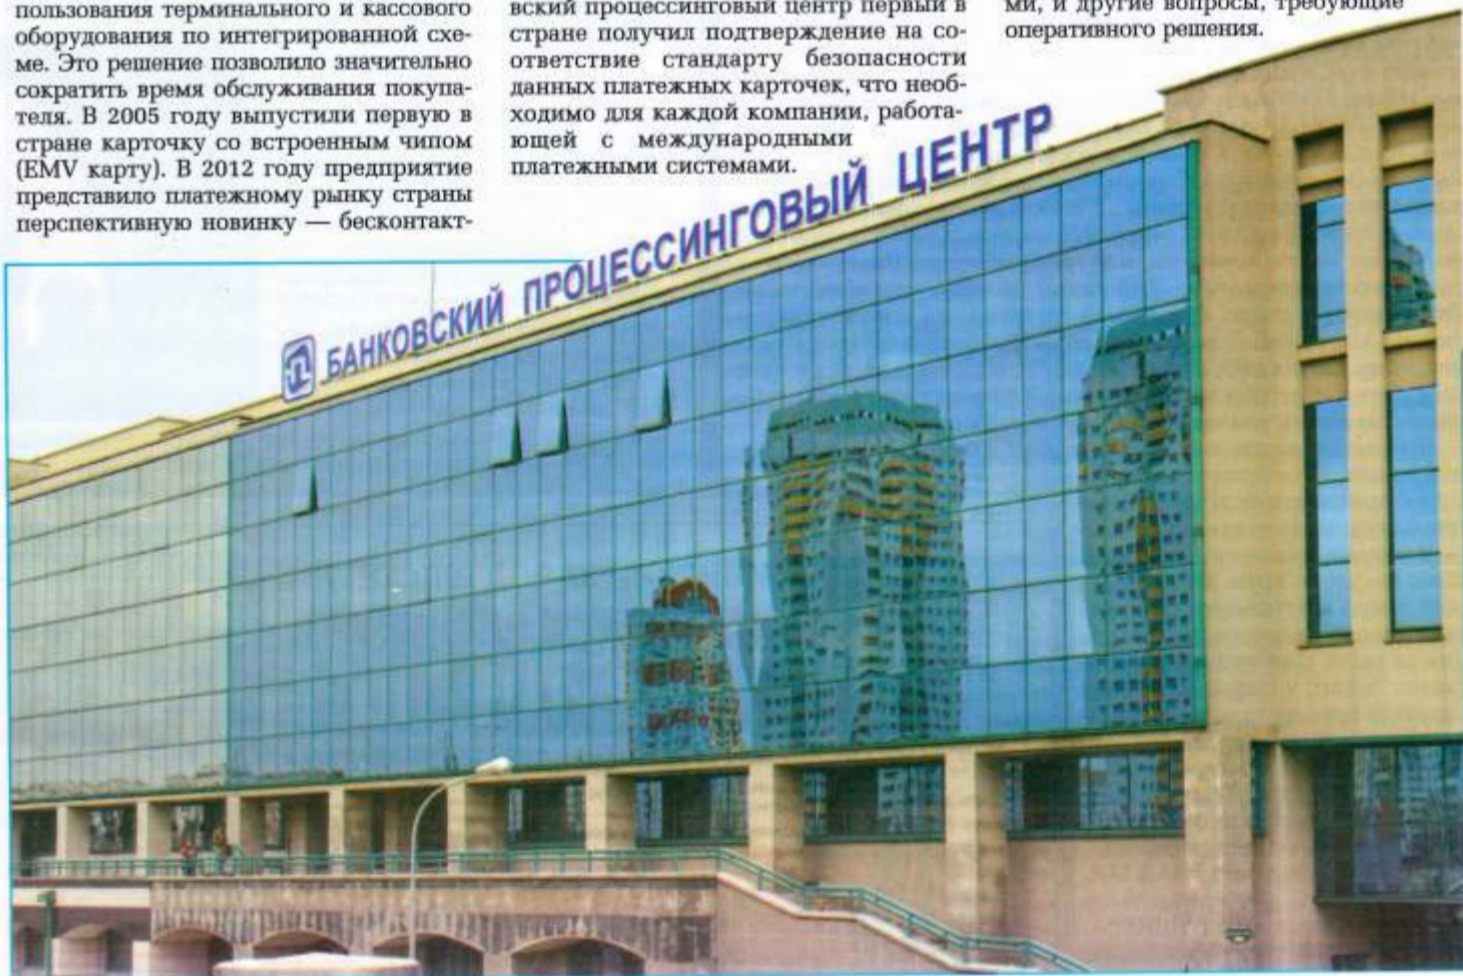 пользования терминального и кассового
оборудования по интегрированной схе-
ме. Это решение позволило значительно
сократить время обслуживания покупа-
теля. В 2005 году выпустили первую в
стране карточку со встроенным чипом
(EMV карту). В 2012 году предприятие
представило платежному рынку страны
перспективную новинку — бесконтакт-
вский процессинговый центр первый в
стране получил подтверждение на со-
ответствие стандарту безопасности
данных платежных карточек, что необ-
ходимо для каждой компании, работа-
ющей с международными
платежными системами.
ми, и другие вопросы, требующие
оперативного решения.
БАНКОВСКИЙ ПРОЦЕССИНГОВЫЙ ЦЕНТР